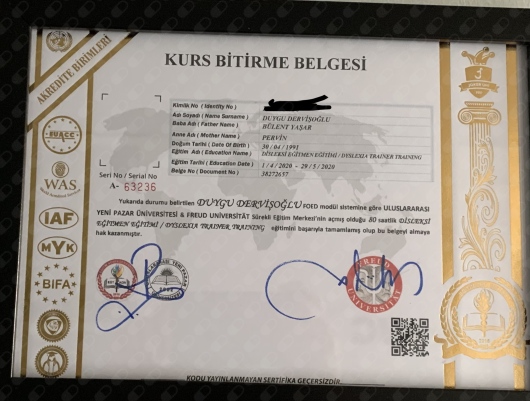 AKREDİTE BİRİMLERİ
KURS BİTİRME BELGESİ
Kimlik No ( Identity No )
Adı Soyadı ( Name Surname ) DUYGU DERVİŞOĞLU
Baba Adı ( Father Name ) BÜLENT YAŞAR
Anne Adı ( Mother Name ) PERVİN
Doğum Tarihi ( Date Of Birth ) 30 / 04 / 1991
Eğitim Adı ( Education Name ) DİSLEKSİ EĞİTMEN EĞİTİMİ / DYSLEXIA TRAINER TRAINING
Eğitim Tarihi ( Education Date ) 1 / 4 / 2020 - 29 / 5 / 2020
Belge No ( Document No ) 38272637
Seri No / Serial No
A- 63236
Yukarıda durumu belirtilen DUYGU DERVİŞOĞLU FOED modül sistemine göre ULUSLARARASI
YENİ PAZAR ÜNİVERSİTESİ & FREUD UNIVERSITÄT Sürekli Eğitim Merkezi'nin açmış olduğu 80 saatlik DİSLEKSİ
EĞİTMEN EĞİTİMİ / DYSLEXIA TRAINER TRAINING eğitimini başarıyla tamamlamış olup bu belgeyi almaya
hak kazanmıştır.
EUACC
WAS
IAF
MYK
BIFA
FREUD
UNIVERSITÄT
KODU YAYINLANMAYAN SERTİFİKA GEÇERSİZDİR.